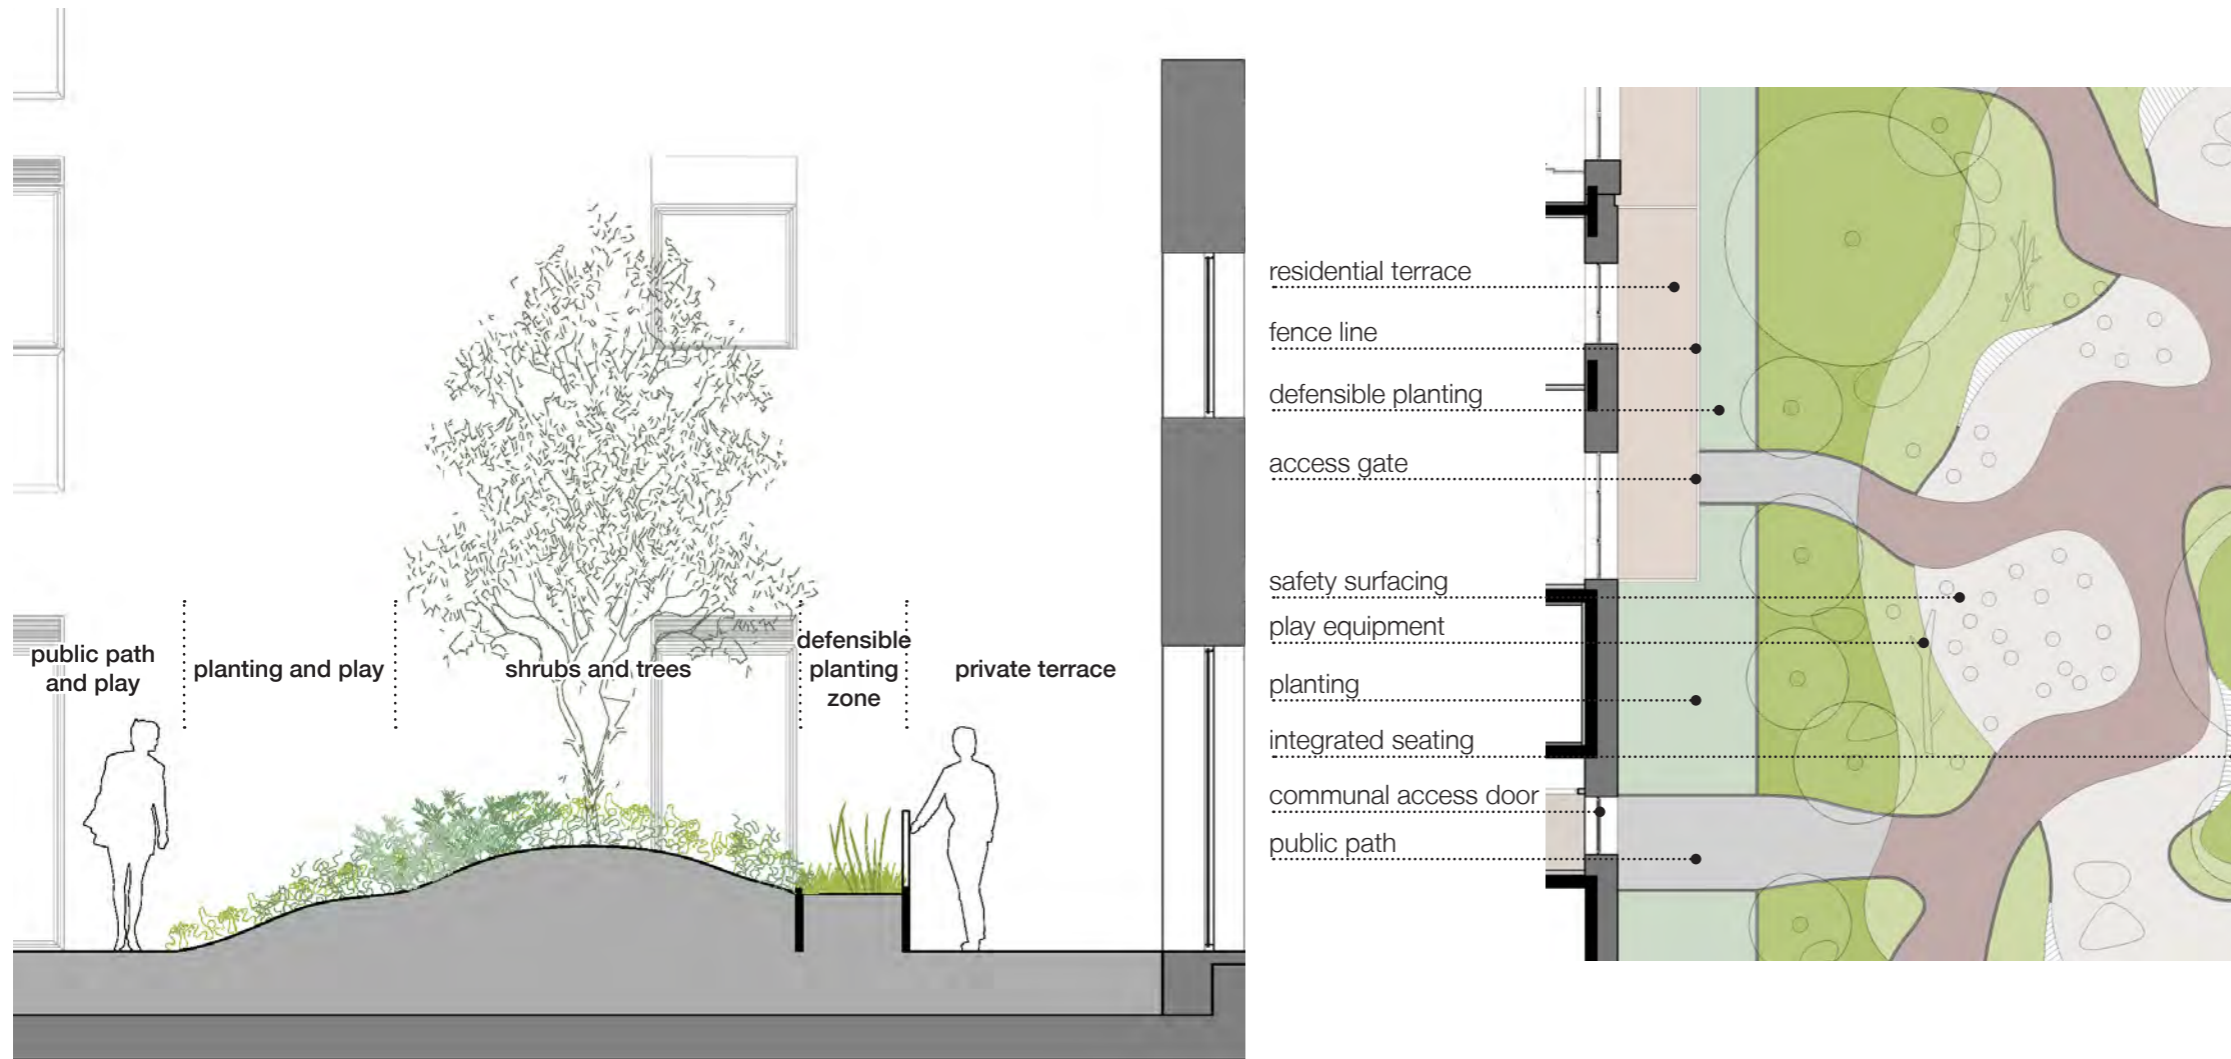 public path
and play
planting and play
shrubs and trees
defensible
planting
zone
private terrace
residential terrace
fence line
defensible planting
access gate
safety surfacing
play equipment
planting
integrated seating
communal access door
public path